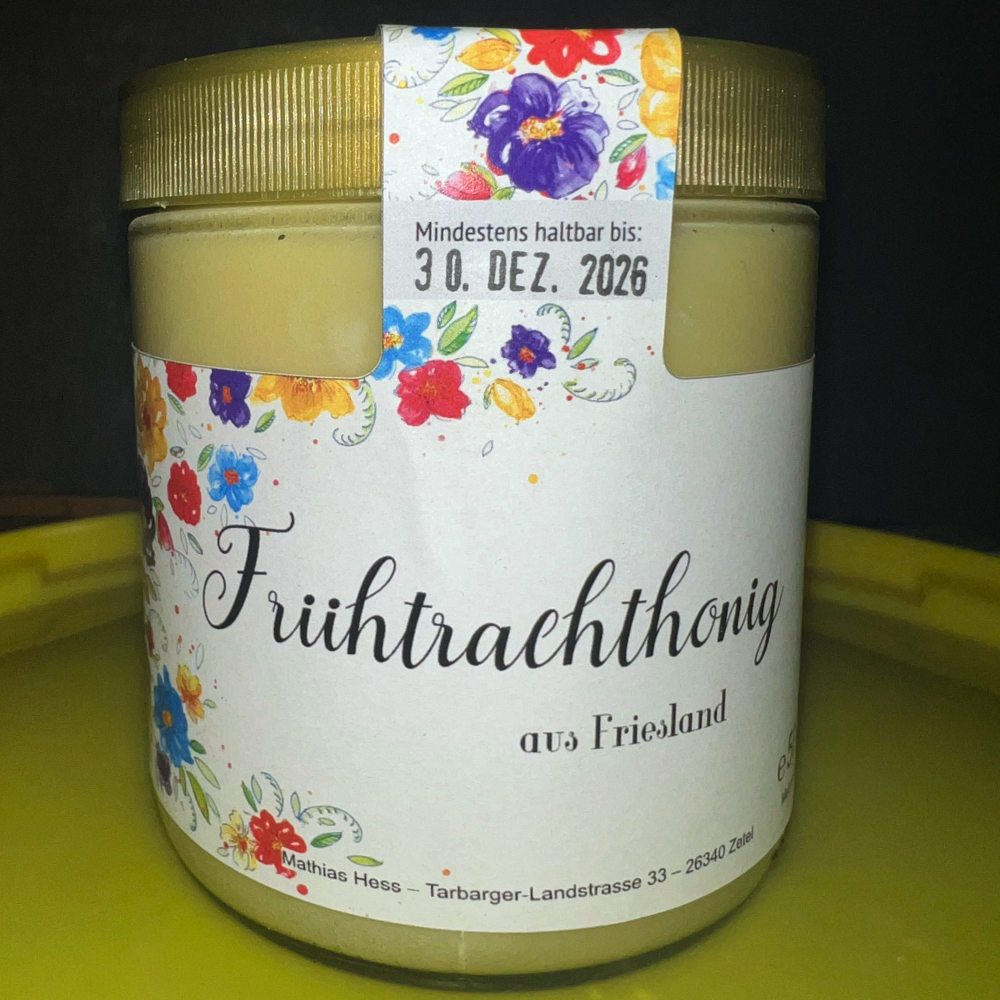 Mindestens haltbar bis:
30. DEZ. 2026
Frühtrachthonig
aus Friesland
Mathias Hess – Tarbarger-Landstrasse 33 – 26340 Zetel